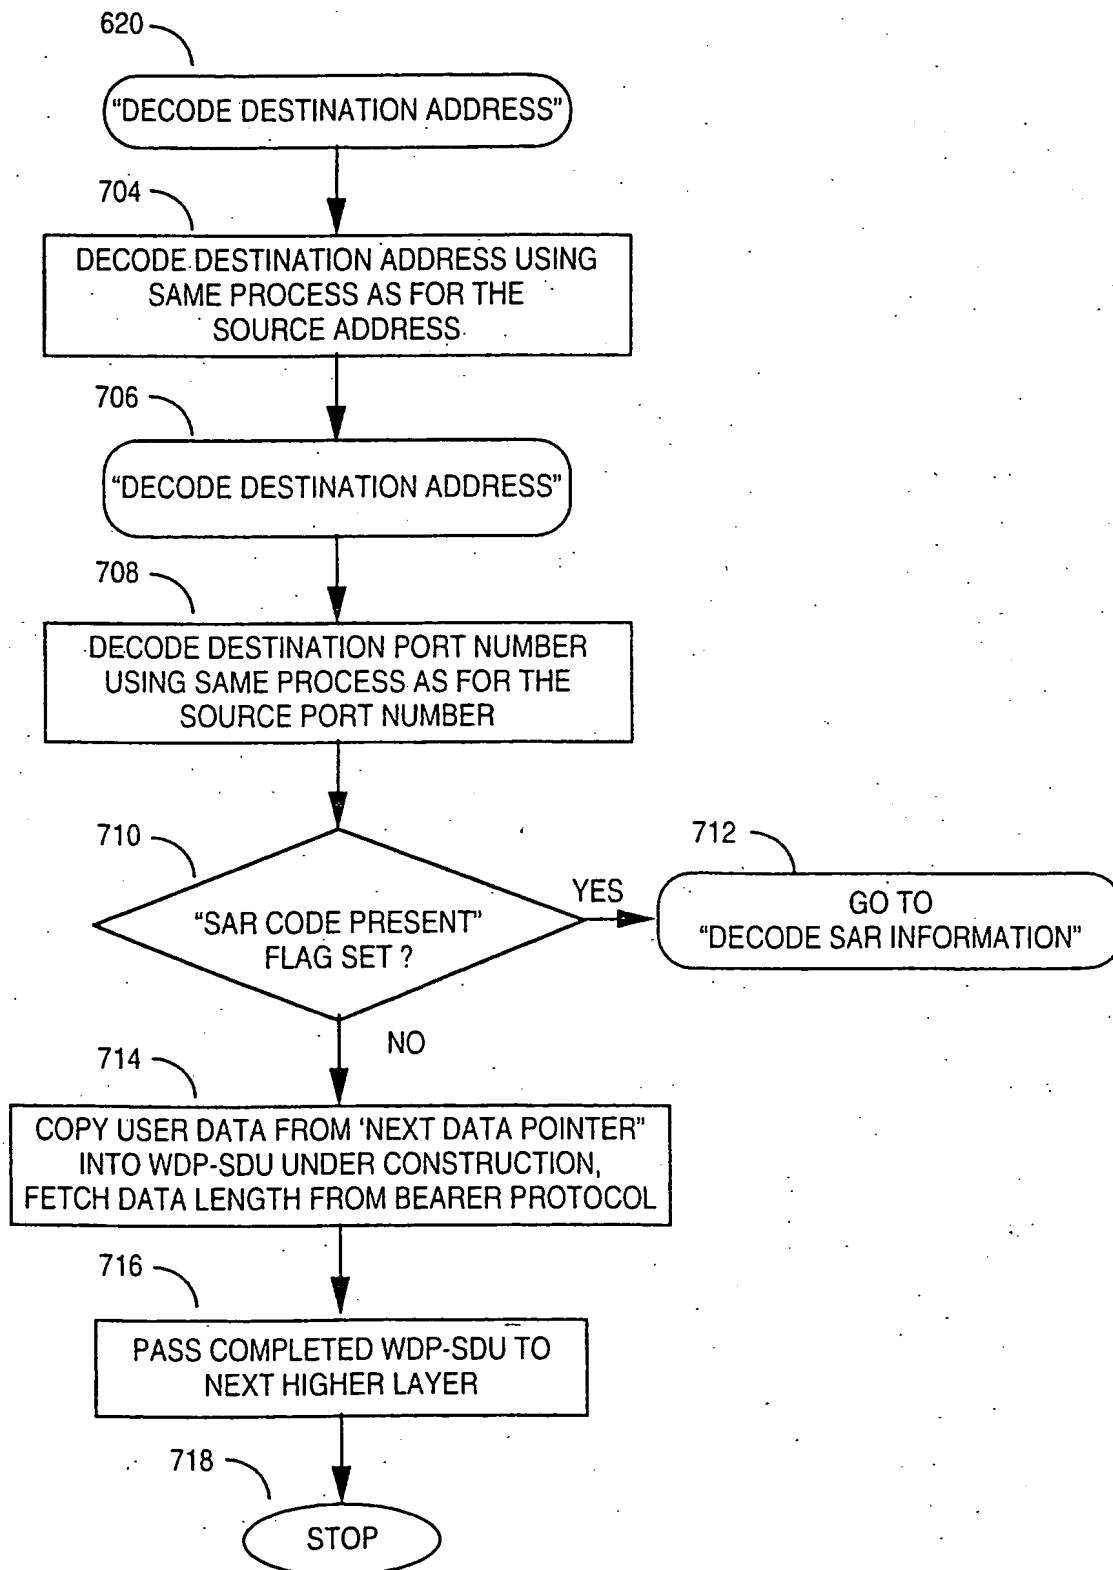 620
“DECODE DESTINATION ADDRESS”
704
DECODE DESTINATION ADDRESS USING
SAME PROCESS AS FOR THE
SOURCE ADDRESS
706
“DECODE DESTINATION ADDRESS”
708
DECODE DESTINATION PORT NUMBER
USING SAME PROCESS AS FOR THE
SOURCE PORT NUMBER
710
“SAR CODE PRESENT”
FLAG SET ?
YES
712
GO TO
“DECODE SAR INFORMATION”
NO
714
COPY USER DATA FROM ‘NEXT DATA POINTER”
INTO WDP-SDU UNDER CONSTRUCTION,
FETCH DATA LENGTH FROM BEARER PROTOCOL
716
PASS COMPLETED WDP-SDU TO
NEXT HIGHER LAYER
718
STOP